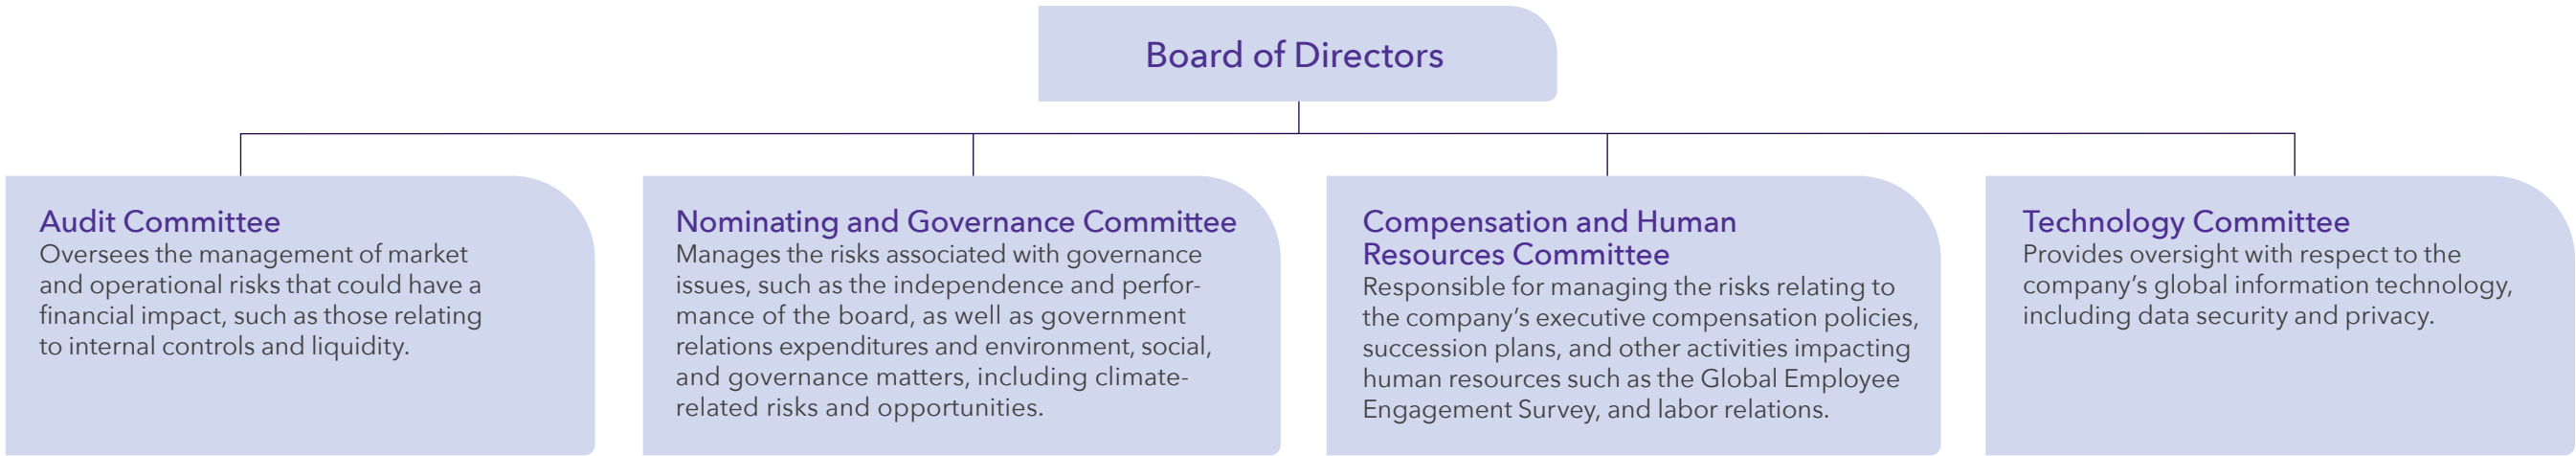 Board of Directors
Audit Committee
Oversees the management of market
and operational risks that could have a
financial impact, such as those relating
to internal controls and liquidity.
Nominating and Governance Committee
Manages the risks associated with governance
issues, such as the independence and perfor-
mance of the board, as well as government
relations expenditures and environment, social,
and governance matters, including climate-
related risks and opportunities.
Compensation and Human
Resources Committee
Responsible for managing the risks relating to
the company’s executive compensation policies,
succession plans, and other activities impacting
human resources such as the Global Employee
Engagement Survey, and labor relations.
Technology Committee
Provides oversight with respect to the
company’s global information technology,
including data security and privacy.